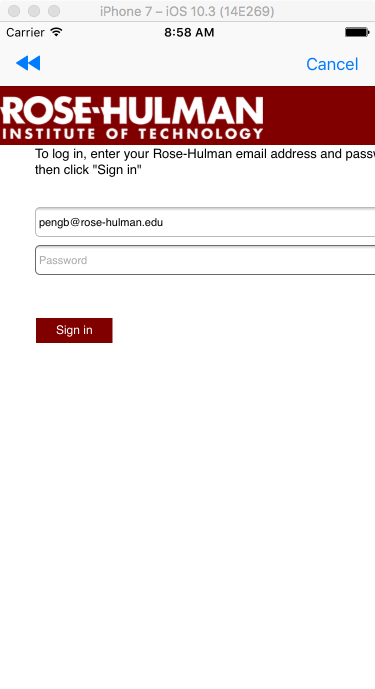 iPhone 7 – iOS 10.3 (14E269)
Carrier 8:58 AM
Cancel
ROSE-HULMAN
INSTITUTE OF TECHNOLOGY
To log in, enter your Rose-Hulman email address and
then click "Sign in"
pengb@rose-hulman.edu
Password
Sign in